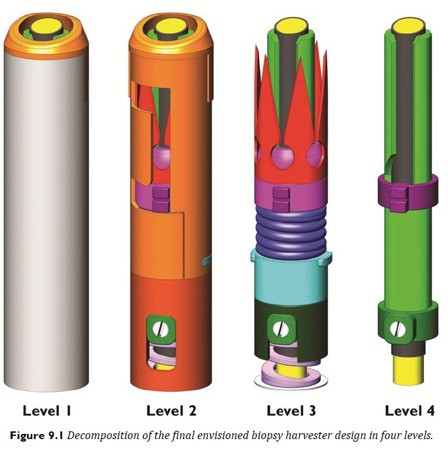 Level 1 Level 2 Level 3 Level 4
Figure 9.1 Decomposition of the final envisioned biopsy harvester design in four levels.